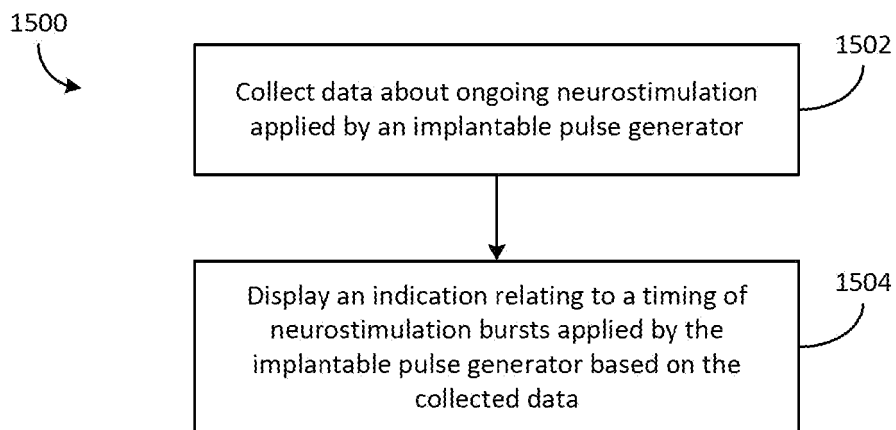 1500
1502
Collect data about ongoing neurostimulation
applied by an implantable pulse generator
1504
Display an indication relating to a timing of
neurostimulation bursts applied by the
implantable pulse generator based on the
collected data